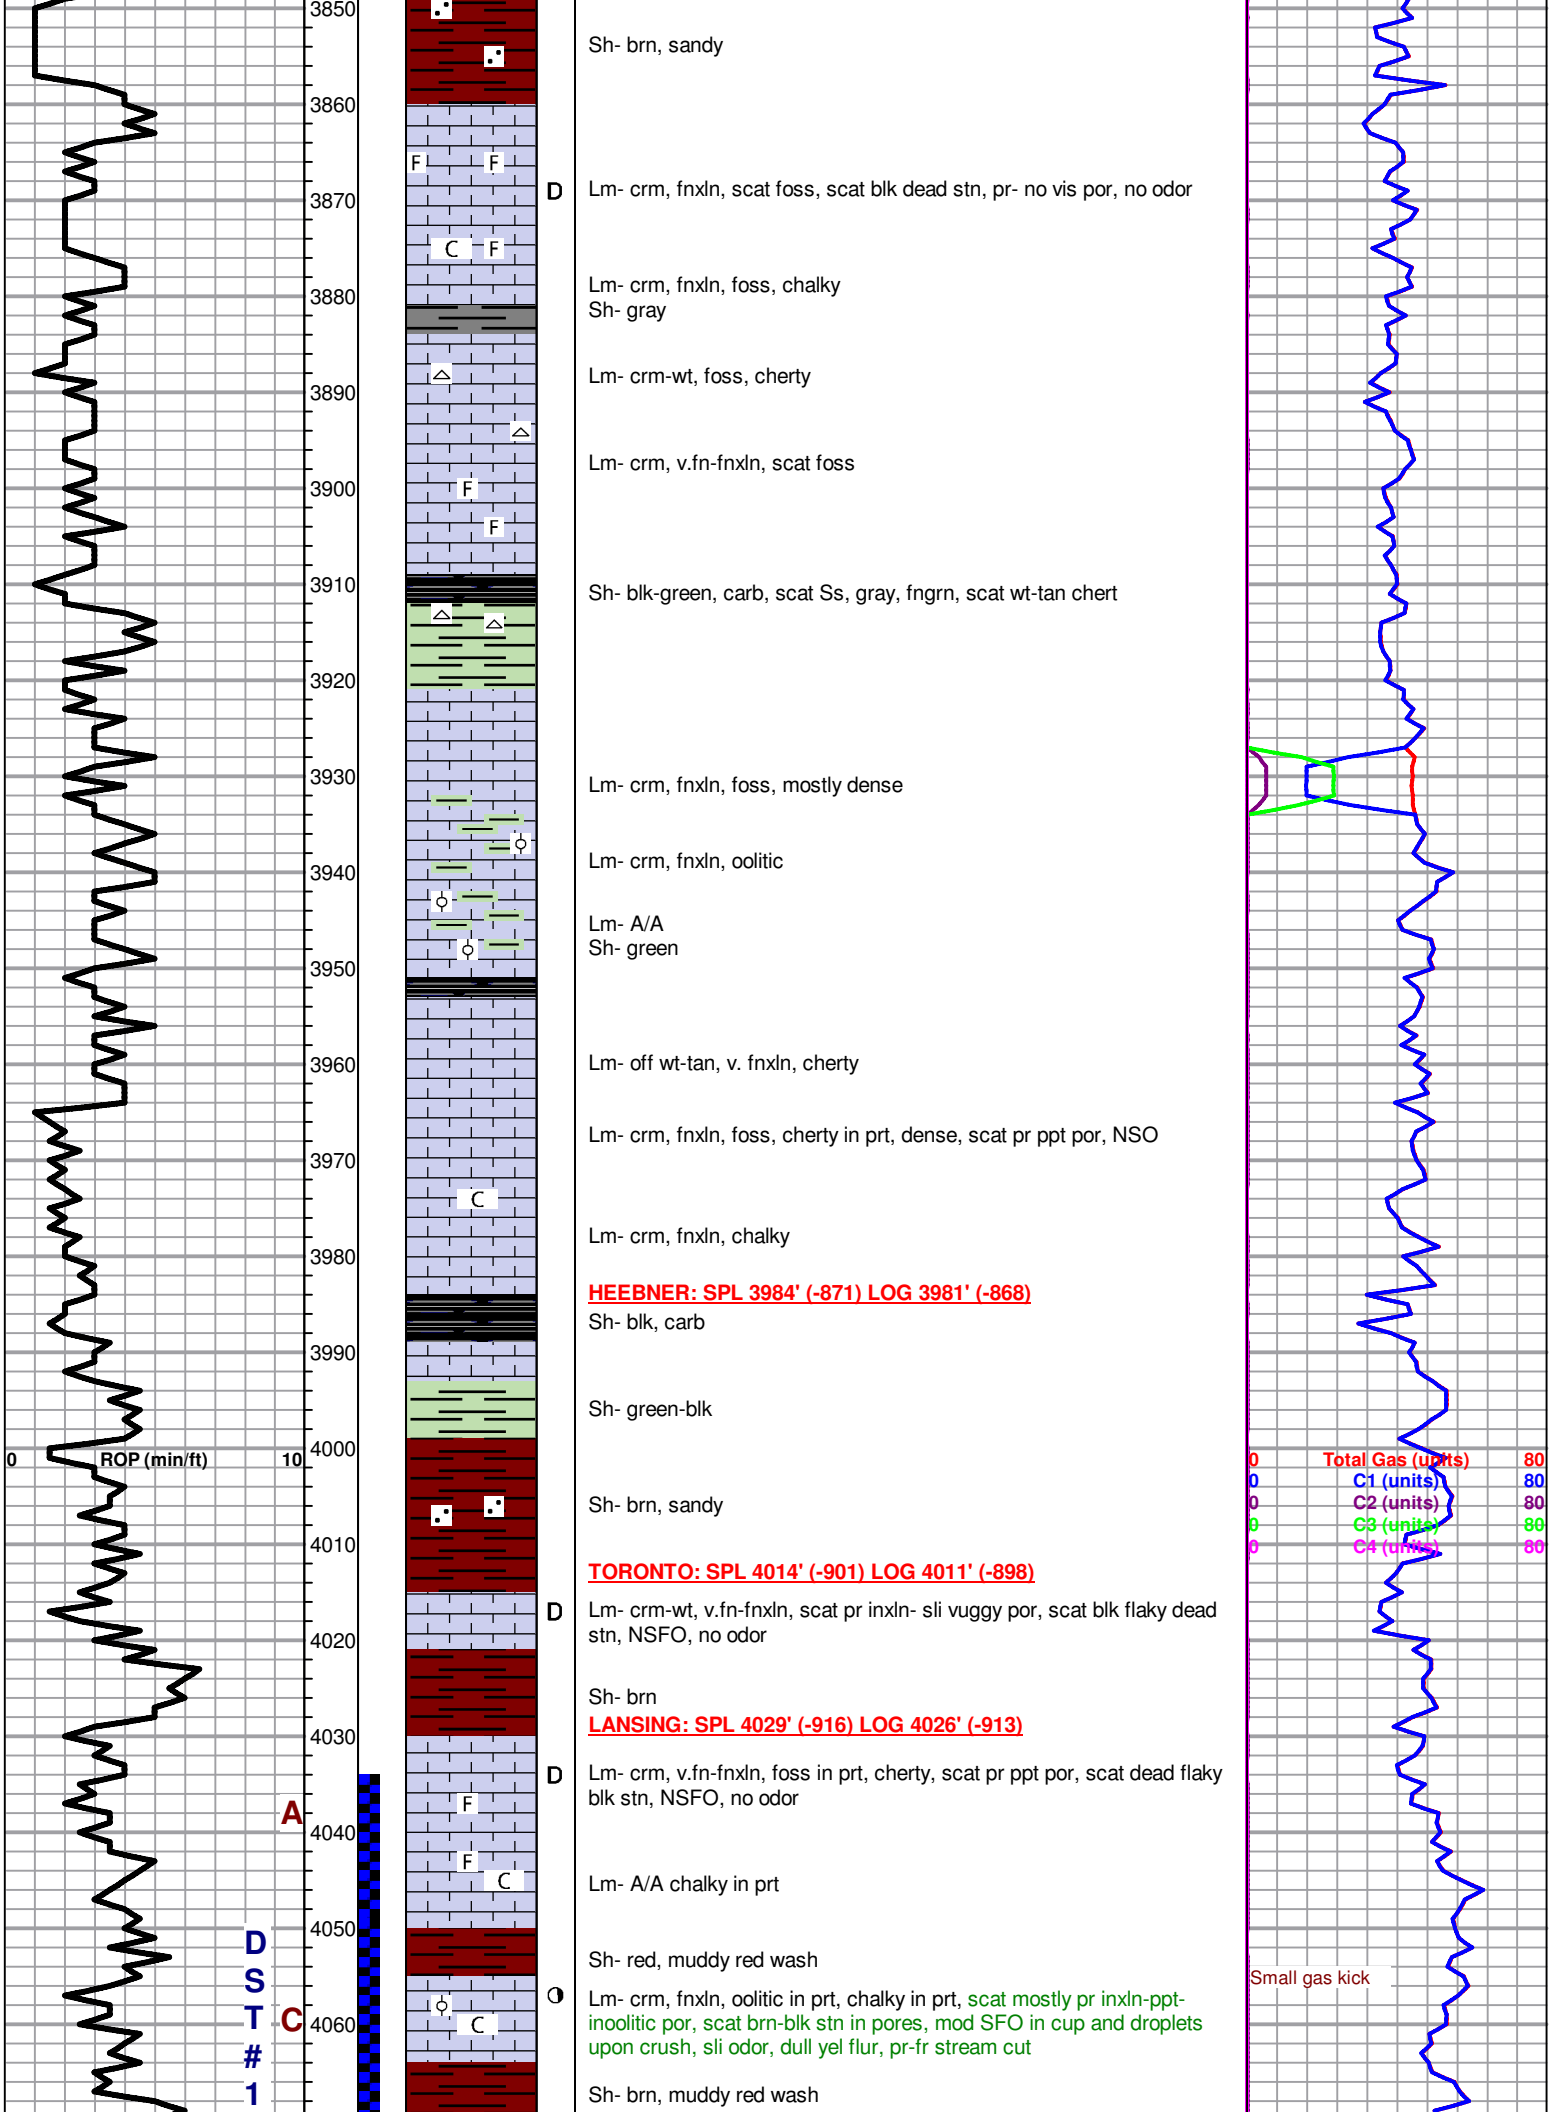 3850
Sh- brn, sandy
3860
F F
D
Lm- crm, fnxln, scat foss, scat blk dead stn, pr- no vis por, no odor
3870
C F
Lm- crm, fnxln, foss, chalky
3880
Sh- gray
Lm- crm-wt, foss, cherty
3890
Lm- crm, v.fn-fnxln, scat foss
3900
F
F
3910
Sh- blk-green, carb, scat Ss, gray, fngrn, scat wt-tan chert
3920
3930
Lm- crm, fnxln, foss, mostly dense
3940
Lm- crm, fnxln, oolitic
Lm- A/A
Sh- green
3950
3960
Lm- off wt-tan, v. fnxln, cherty
Lm- crm, fnxln, foss, cherty in prt, dense, scat pr ppt por, NSO
3970
C
Lm- crm, fnxln, chalky
3980
HEEBNER: SPL 3984' (-871) LOG 3981' (-868)
Sh- blk, carb
3990
Sh- green-blk
4000
0 ROP (min/ft) 10
0 Total Gas (units) 80
0 C1 (units) 80
0 C2 (units) 80
0 C3 (units) 80
0 C4 (units) 80
Sh- brn, sandy
4010
TORONTO: SPL 4014' (-901) LOG 4011' (-898)
D
Lm- crm-wt, v.fn-fnxln, scat pr inxln- sli vuggy por, scat blk flaky dead
stn, NSFO, no odor
4020
Sh- brn
LANSING: SPL 4029' (-916) LOG 4026' (-913)
4030
D
Lm- crm, v.fn-fnxln, foss in prt, cherty, scat pr ppt por, scat dead flaky
blk stn, NSFO, no odor
F
A
4040
F
C
Lm- A/A chalky in prt
4050
Sh- red, muddy red wash
Small gas kick
Lm- crm, fnxln, oolitic in prt, chalky in prt, scat mostly pr inxln-ppt-
inoolitic por, scat brn-blk stn in pores, mod SFO in cup and droplets
upon crush, sli odor, dull yel flur, pr-fr stream cut
C
C
4060
D
S
T
#
1
Sh- brn, muddy red wash